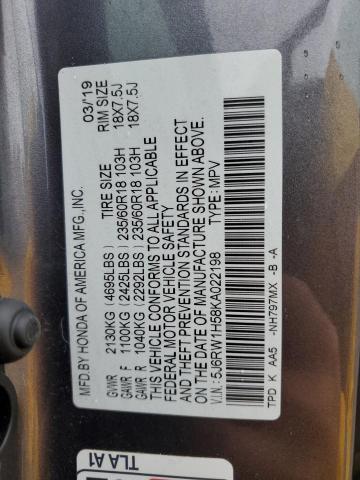 MFD.BY HONDA OF AMERICA MFG.,INC. 03/19
TIRE SIZE RIM SIZE
GVWR 2130KG (4695LBS)
GAWR F 1100KG (2425LBS) 235/60R18 103H 18X7.5J
GAWR R 1040KG (2292LBS) 235/60R18 103H 18X7.5J
THIS VEHICLE CONFORMS TO ALL APPLICABLE
FEDERAL MOTOR VEHICLE SAFETY
AND THEFT PREVENTION STANDARDS IN EFFECT
ON THE DATE OF MANUFACTURE SHOWN ABOVE.
V.I.N.: 5J6RW1H58KA022198 TYPE: MPV
TPD K AA5 -NH797MX -B -A
TLA A1